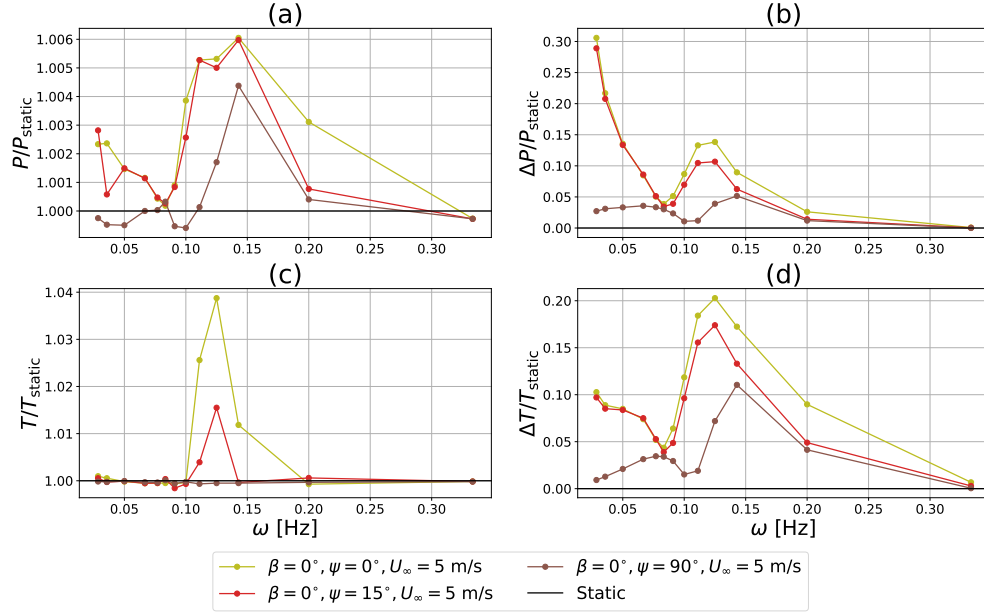 (a)
(b)
1.006
1.005
1.004
1.003
1.002
1.001
1.000
P/P_static
0.05 0.10 0.15 0.20 0.25 0.30
0.30
0.25
0.20
0.15
0.10
0.05
0.00
ΔP/P_static
0.05 0.10 0.15 0.20 0.25 0.30
(c)
(d)
1.04
1.03
1.02
1.01
1.00
T/T_static
0.05 0.10 0.15 0.20 0.25 0.30
ω [Hz]
0.20
0.15
0.10
0.05
0.00
ΔT/T_static
0.05 0.10 0.15 0.20 0.25 0.30
ω [Hz]
β = 0°, ψ = 0°, U∞ = 5 m/s
β = 0°, ψ = 15°, U∞ = 5 m/s
β = 0°, ψ = 90°, U∞ = 5 m/s
Static